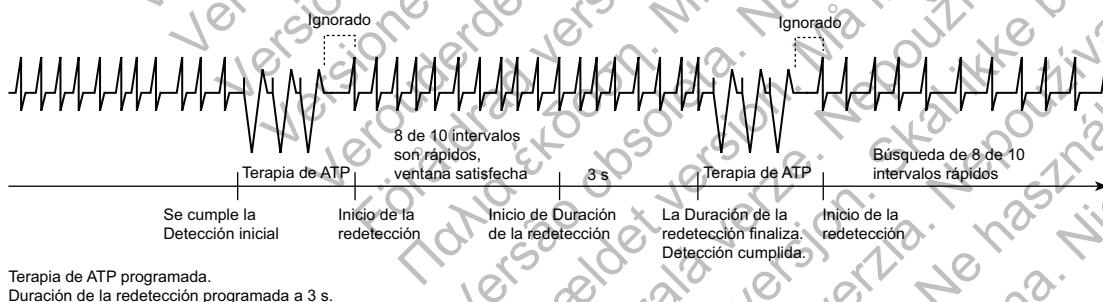 Ignorado
Ignorado
8 de 10 intervalos
son rápidos,
ventana satisfecha
Búsqueda de 8 de 10
intervalos rápidos
Terapia de ATP
3 s
Terapia de ATP
Se cumple la
Detección inicial
Inicio de la
redetección
Inicio de Duración
de la redetección
La Duración de la
redetección finaliza.
Detección cumplida.
Inicio de la
redetección
Terapia de ATP programada.
Duración de la redetección programada a 3 s.